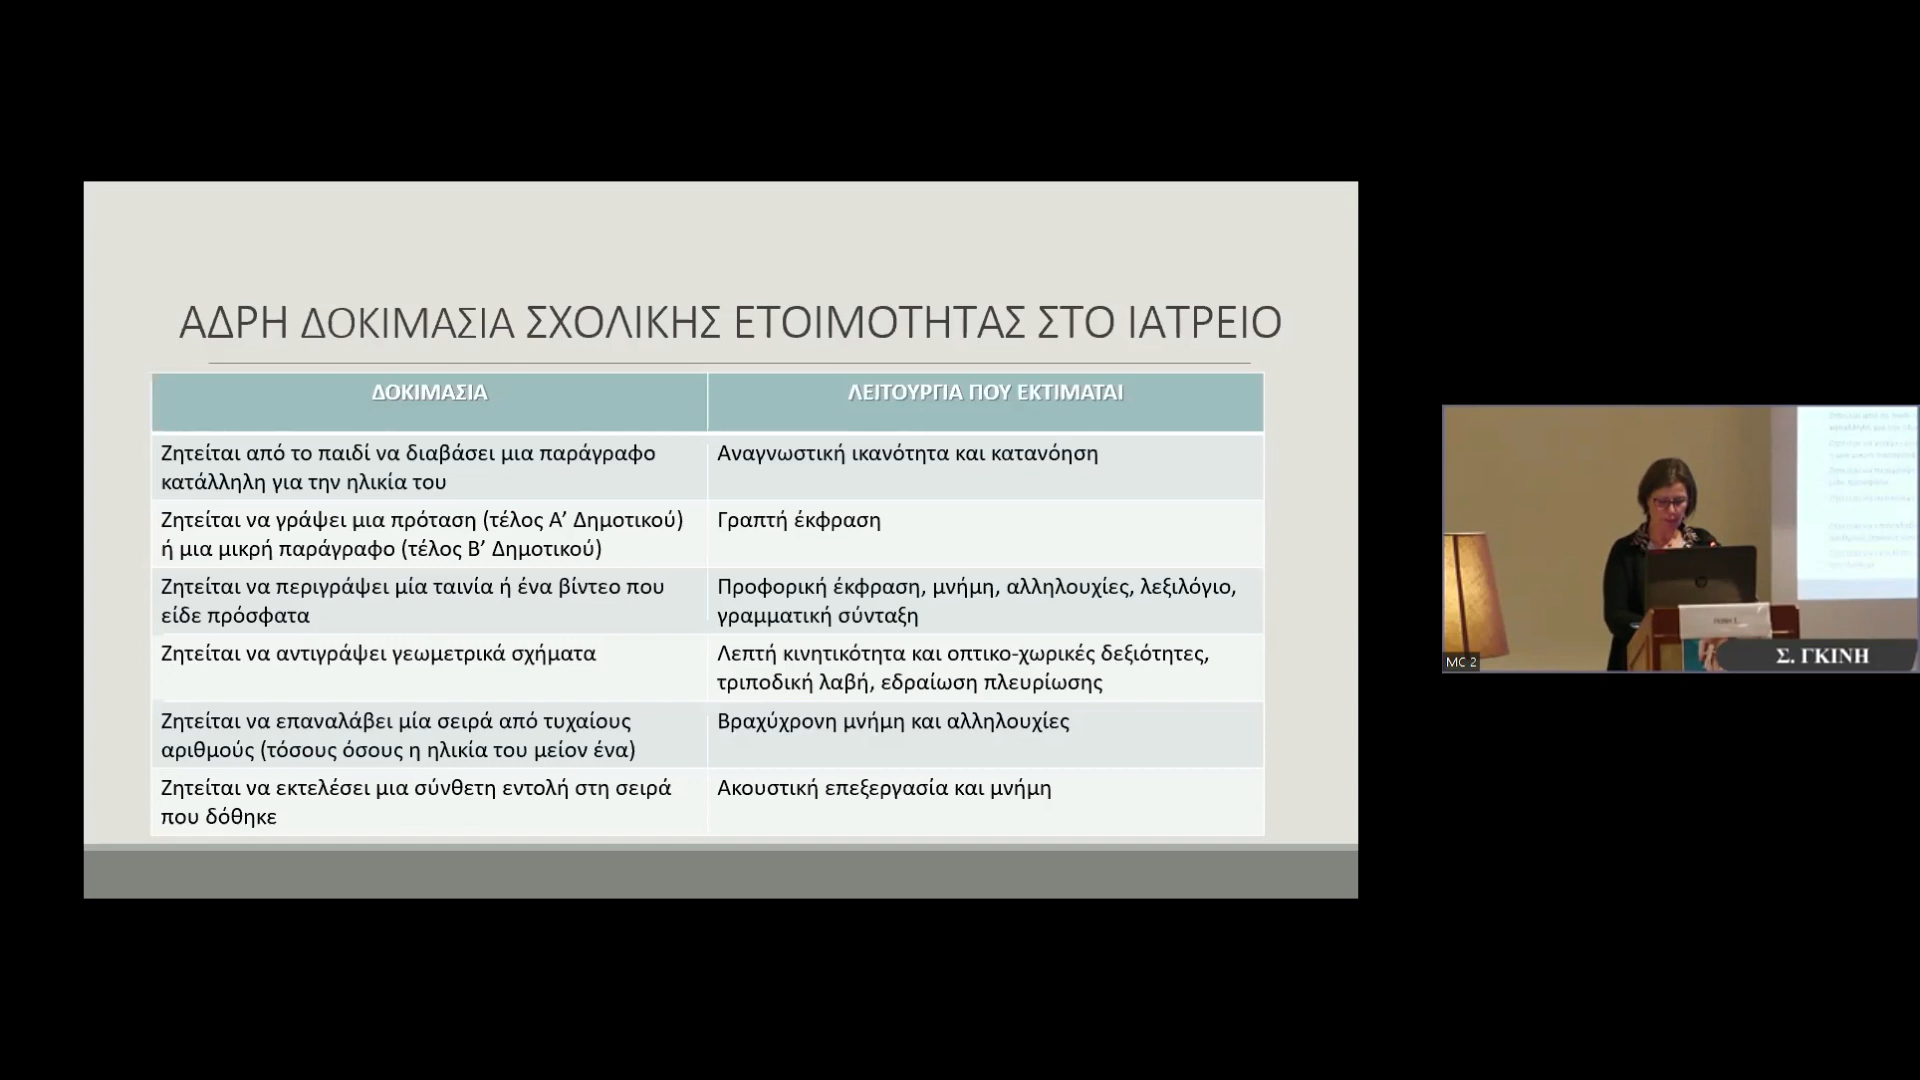 ΑΔΡΗ ΔΟΚΙΜΑΣΙΑ ΣΧΟΛΙΚΗΣ ΕΤΟΙΜΟΤΗΤΑΣ ΣΤΟ ΙΑΤΡΕΙΟ
ΔΟΚΙΜΑΣΙΑ
ΛΕΙΤΟΥΡΓΙΑ ΠΟΥ ΕΚΤΙΜΑΤΑΙ
Ζητείται από το παιδί να διαβάσει μια παράγραφο
κατάλληλη για την ηλικία του
Αναγνωστική ικανότητα και κατανόηση
Ζητείται να γράψει μια πρόταση (τέλος Α’ Δημοτικού)
ή μια μικρή παράγραφο (τέλος Β’ Δημοτικού)
Γραπτή έκφραση
Ζητείται να περιγράψει μία ταινία ή ένα βίντεο που
είδε πρόσφατα
Προφορική έκφραση, μνήμη, αλληλουχίες, λεξιλόγιο,
γραμματική σύνταξη
Ζητείται να αντιγράψει γεωμετρικά σχήματα
Λεπτή κινητικότητα και οπτικο-χωρικές δεξιότητες,
τριποδική λαβή, εδραίωση πλευρίωσης
Ζητείται να επαναλάβει μία σειρά από τυχαίους
αριθμούς (τόσους όσους η ηλικία του μείον ένα)
Βραχύχρονη μνήμη και αλληλουχίες
Ζητείται να εκτελέσει μια σύνθετη εντολή στη σειρά
που δόθηκε
Ακουστική επεξεργασία και μνήμη
MC 2
Σ. ΓΚΙΝΗ